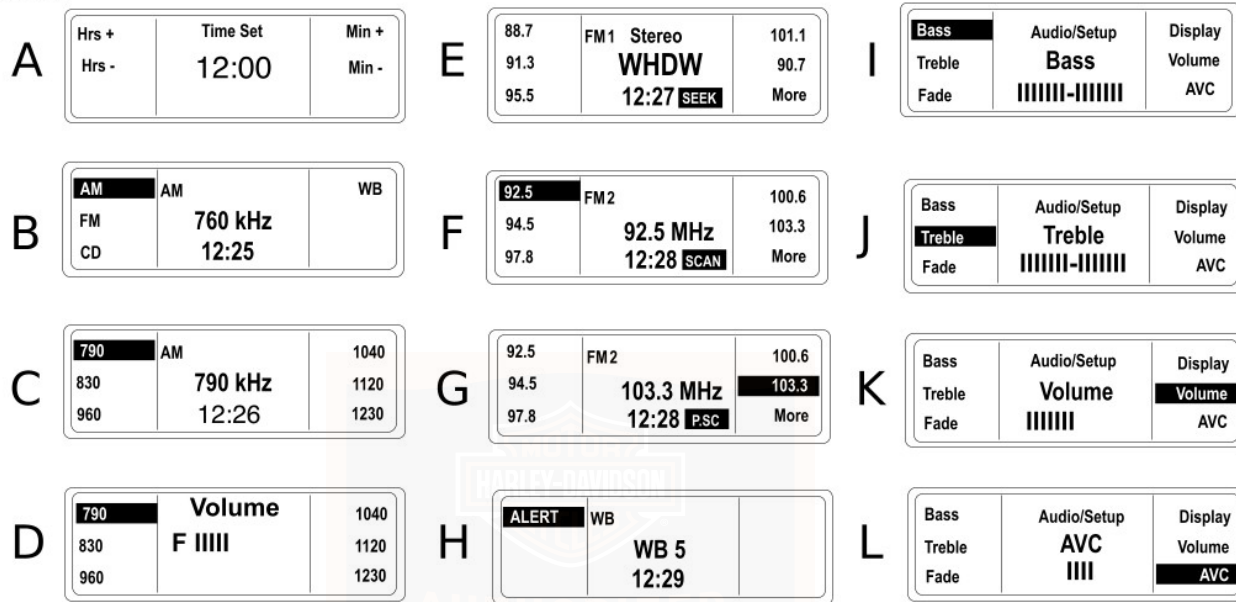 A
Hrs + Time Set Min +
Hrs - 12:00 Min -
B
AM AM WB
FM 760 kHz
CD 12:25
C
790 AM 1040
830 790 kHz 1120
960 12:26 1230
D
790 Volume 1040
830 F IIIII 1120
960 1230
E
88.7 FM1 Stereo 101.1
91.3 WHDW 90.7
95.5 12:27 SEEK More
F
92.5 FM2 100.6
94.5 92.5 MHz 103.3
97.8 12:28 SCAN More
G
92.5 FM2 100.6
94.5 103.3 MHz 103.3
97.8 12:28 P.SC More
H
ALERT WB
WB 5
12:29
I
Bass Audio/Setup Display
Treble Bass Volume
Fade IIIIIII-IIIIIII AVC
J
Bass Audio/Setup Display
Treble Treble Volume
Fade IIIIIII-IIIIIII AVC
K
Bass Audio/Setup Display
Treble Volume Volume
Fade IIIIIII AVC
L
Bass Audio/Setup Display
Treble AVC Volume
Fade IIII AVC
MOTOR
HARLEY-DAVIDSON